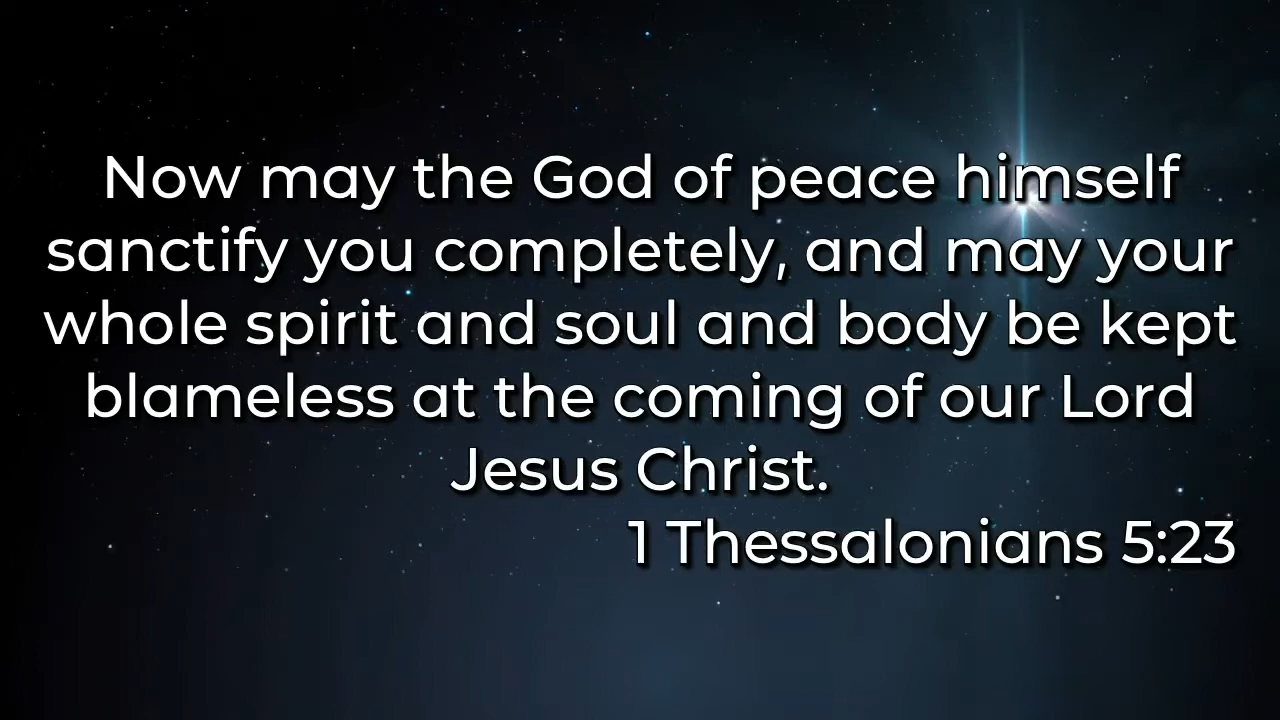 Now may the God of peace himself
sanctify you completely, and may your
whole spirit and soul and body be kept
blameless at the coming of our Lord
Jesus Christ.
1 Thessalonians 5:23